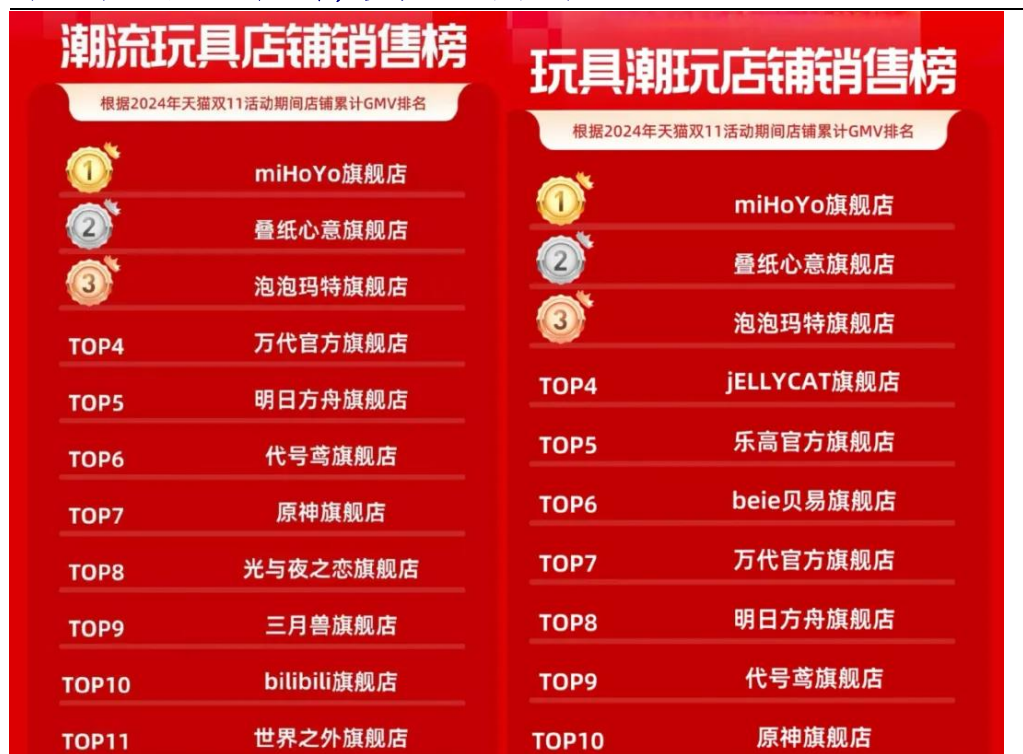 潮流玩具店铺销售榜
根据2024年天猫双11活动期间店铺累计GMV排名
1 miHoYo旗舰店
2 叠纸心意旗舰店
3 泡泡玛特旗舰店
TOP4 万代官方旗舰店
TOP5 明日方舟旗舰店
TOP6 代号鸢旗舰店
TOP7 原神旗舰店
TOP8 光与夜之恋旗舰店
TOP9 三月兽旗舰店
TOP10 bilibili旗舰店
TOP11 世界之外旗舰店
玩具潮玩店铺销售榜
根据2024年天猫双11活动期间店铺累计GMV排名
1 miHoYo旗舰店
2 叠纸心意旗舰店
3 泡泡玛特旗舰店
TOP4 jELLYCAT旗舰店
TOP5 乐高官方旗舰店
TOP6 beie贝易旗舰店
TOP7 万代官方旗舰店
TOP8 明日方舟旗舰店
TOP9 代号鸢旗舰店
TOP10 原神旗舰店